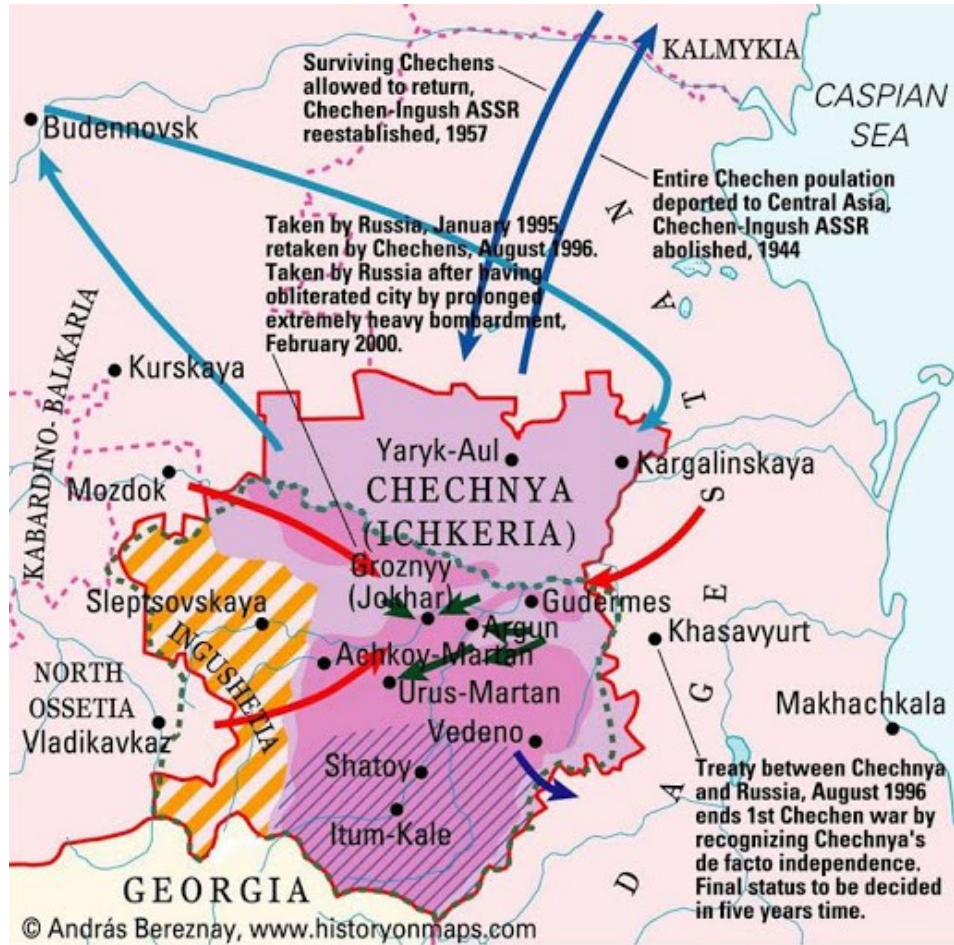 KALMYKIA
CASPIAN
SEA
Surviving Chechens
allowed to return,
Chechen-Ingush ASSR
reestablished, 1957
Budennovsk
Entire Chechen poulation
deported to Central Asia,
Chechen-Ingush ASSR
abolished, 1944
Taken by Russia, January 1995,
retaken by Chechens, August 1996.
Taken by Russia after having
obliterated city by prolonged
extremely heavy bombardment,
February 2000.
KABARDINO-BALKARIA
Kurskaya
Yaryk-Aul
Kargalinskaya
Mozdok
CHECHNYA
(ICHKERIA)
Groznyy
(Jokhar)
Gudermes
Sleptsovskaya
Argun
Khasavyurt
INGUSHETIA
Achkov-Martan
NORTH
OSSETIA
Urus-Martan
Vladikavkaz
Vedeno
Makhachkala
Shatoy
Itum-Kale
DAGESTAN
Treaty between Chechnya
and Russia, August 1996
ends 1st Chechen war by
recognizing Chechnya's
de facto independence.
Final status to be decided
in five years time.
GEORGIA
© András Bereznay, www.historyonmaps.com